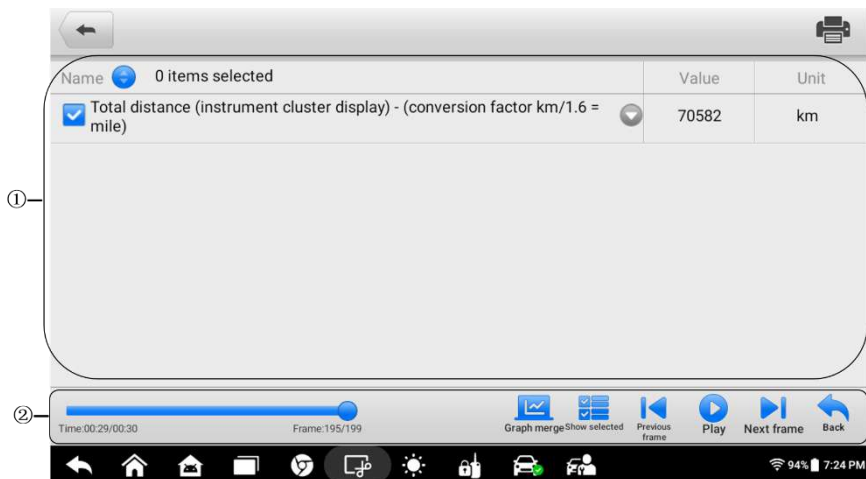 Name 0 items selected Value Unit
Total distance (instrument cluster display) - (conversion factor km/1.6 =
mile)
70582 km
①
②
Time:00:29/00:30 Frame:195/199
Graph merge Show selected Previous
frame Play Next frame Back
94% 7:24 PM